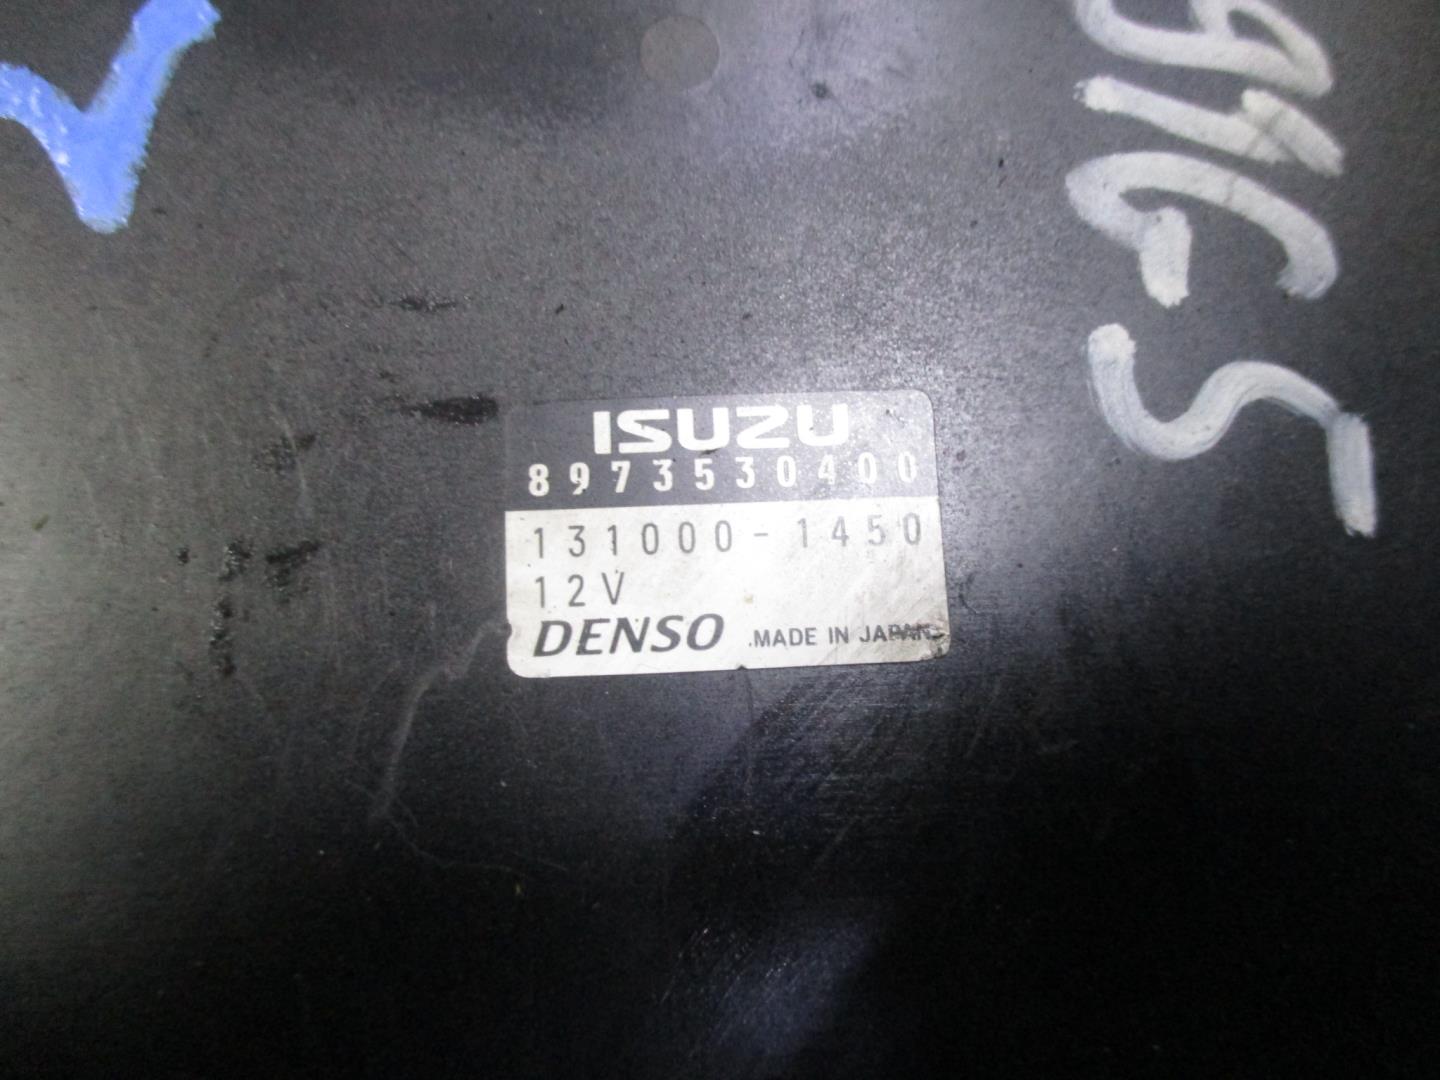 ISUZU
8973530400
131000-1450
12V
DENSO MADE IN JAPAN